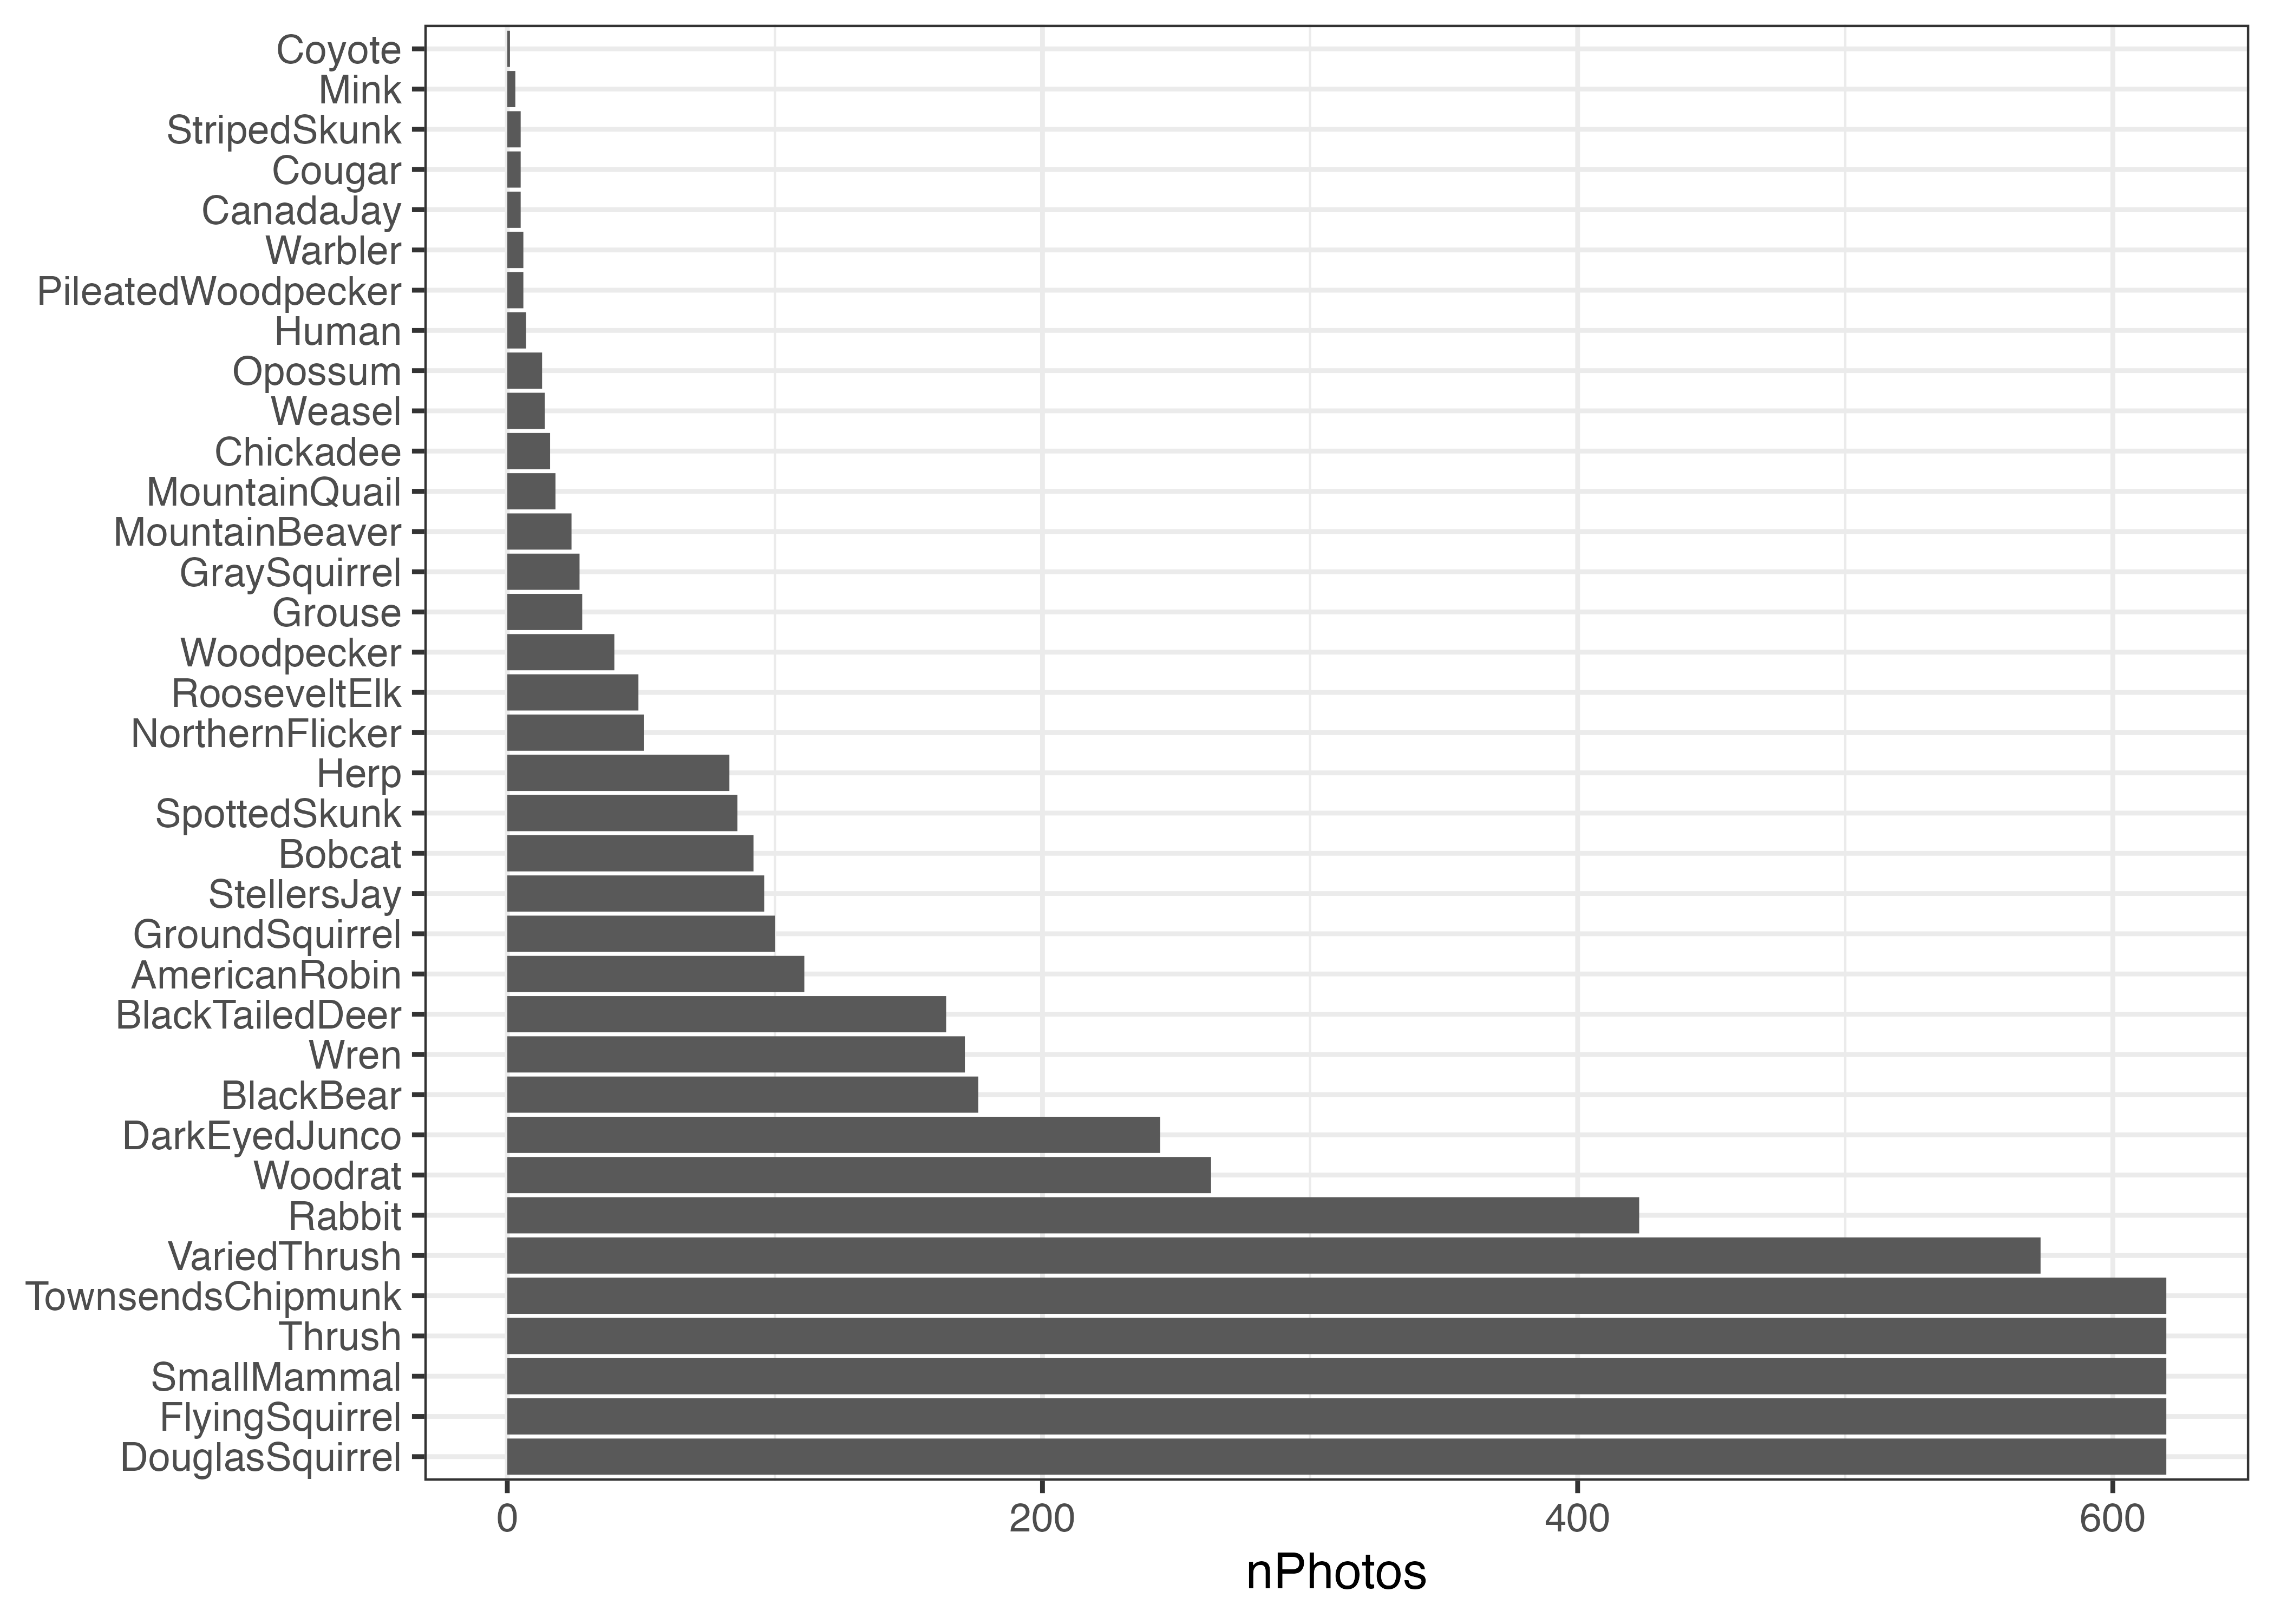 Coyote
Mink
StripedSkunk
Cougar
CanadaJay
Warbler
PileatedWoodpecker
Human
Opossum
Weasel
Chickadee
MountainQuail
MountainBeaver
GraySquirrel
Grouse
Woodpecker
RooseveltElk
NorthernFlicker
Herp
SpottedSkunk
Bobcat
StellersJay
GroundSquirrel
AmericanRobin
BlackTailedDeer
Wren
BlackBear
DarkEyedJunco
Woodrat
Rabbit
VariedThrush
TownsendsChipmunk
Thrush
SmallMammal
FlyingSquirrel
DouglasSquirrel
0 200 400 600
nPhotos